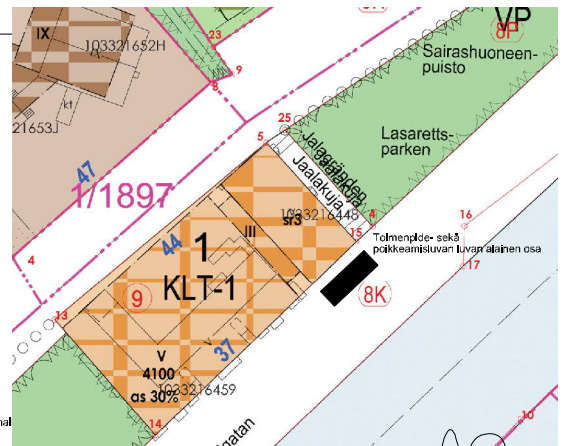 IX
103321652H
23
9
8
kt
21653J
47
1/1897
4
VP
8P
Sairashuoneen-
puisto
Lasaretts-
parken
25
5
Jaalakuja
1033216448
sr3
III
4
15
16
17
Toimenpide- sekä
poikkeamisluvan luvan alainen osa
8K
44
1
KLT-1
9
13
37
V
4100
as 30%
1033216459
14
gatan
10